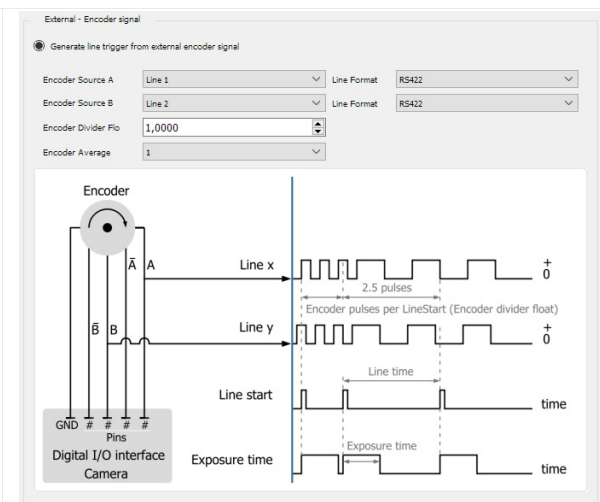 External - Encoder signal
Generate line trigger from external encoder signal
Encoder Source A Line 1 Line Format RS422
Encoder Source B Line 2 Line Format RS422
Encoder Divider Flo 1,0000
Encoder Average 1
Encoder
Ā A Line x + 0
2.5 pulses
Encoder pulses per LineStart (Encoder divider float)
B̄ B Line y + 0
Line time
Line start time
GND # # # #
Pins
Digital I/O interface
Camera
Exposure time
Exposure time time